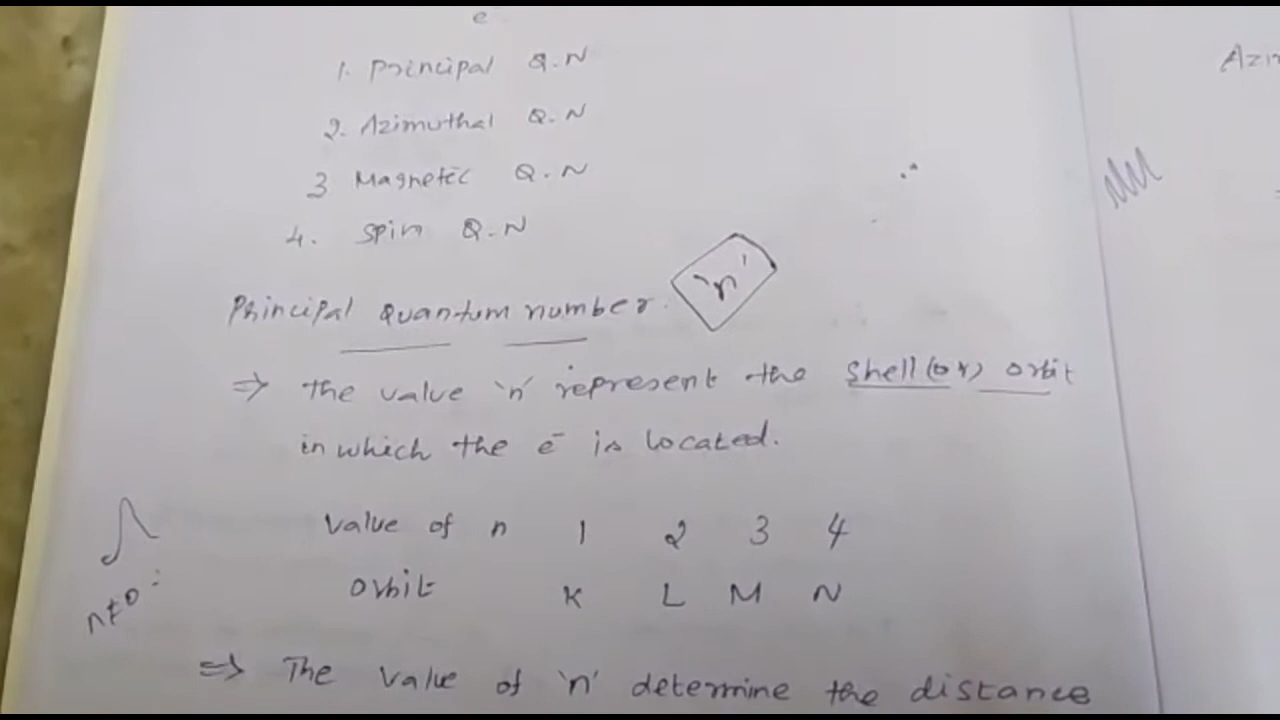 e
1. Principal Q.N
Azim
2. Azimuthal Q.N
3 Magnetic Q.N
4. Spin Q.N
Principal Quantum number. 'n'
⇒ the value 'n' represent the shell (or) orbit
in which the e⁻ is located.
value of n 1 2 3 4
orbit K L M N
n≠0
⇒ The value of 'n' determine the distance